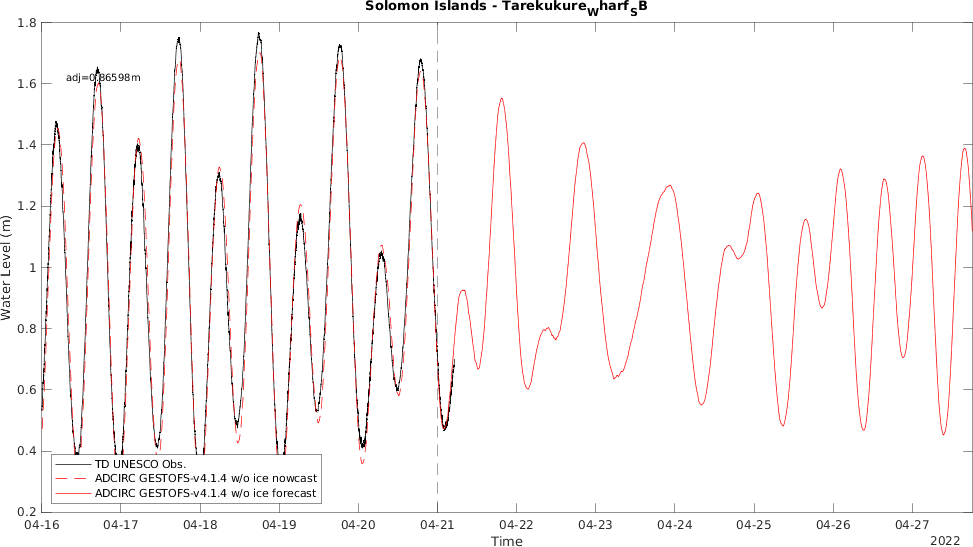 Solomon Islands - TarekukureWharfSB
1.8
1.6
1.4
1.2
1
0.8
0.6
0.4
0.2
Water Level (m)
adj=0.86598m
TD UNESCO Obs.
ADCIRC GESTOFS-v4.1.4 w/o ice nowcast
ADCIRC GESTOFS-v4.1.4 w/o ice forecast
04-16 04-17 04-18 04-19 04-20 04-21 04-22 04-23 04-24 04-25 04-26 04-27
Time
2022